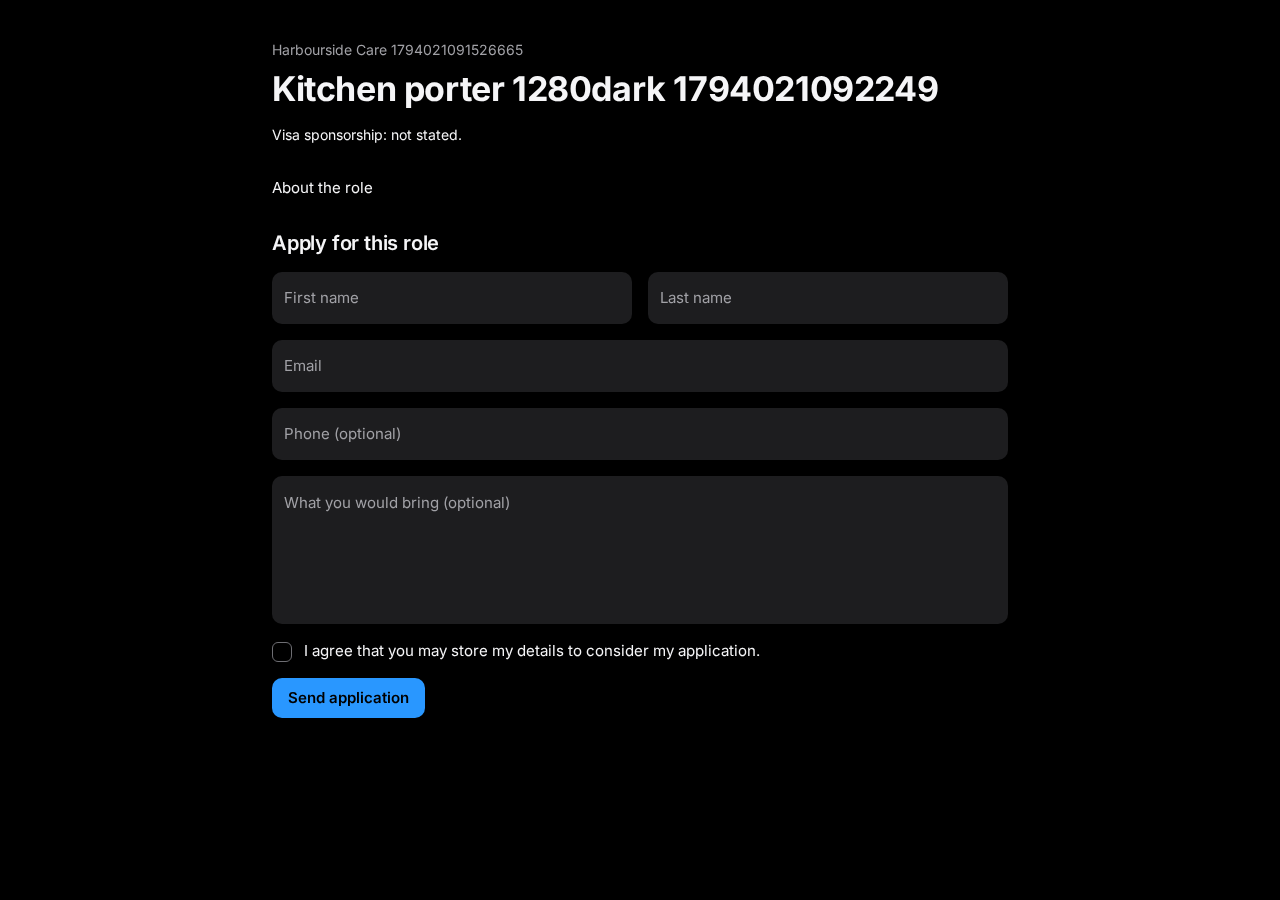 Harbourside Care 1794021091526665
Kitchen porter 1280dark 1794021092249
Visa sponsorship: not stated.
About the role
Apply for this role
First name
Last name
Email
Phone (optional)
What you would bring (optional)
I agree that you may store my details to consider my application.
Send application